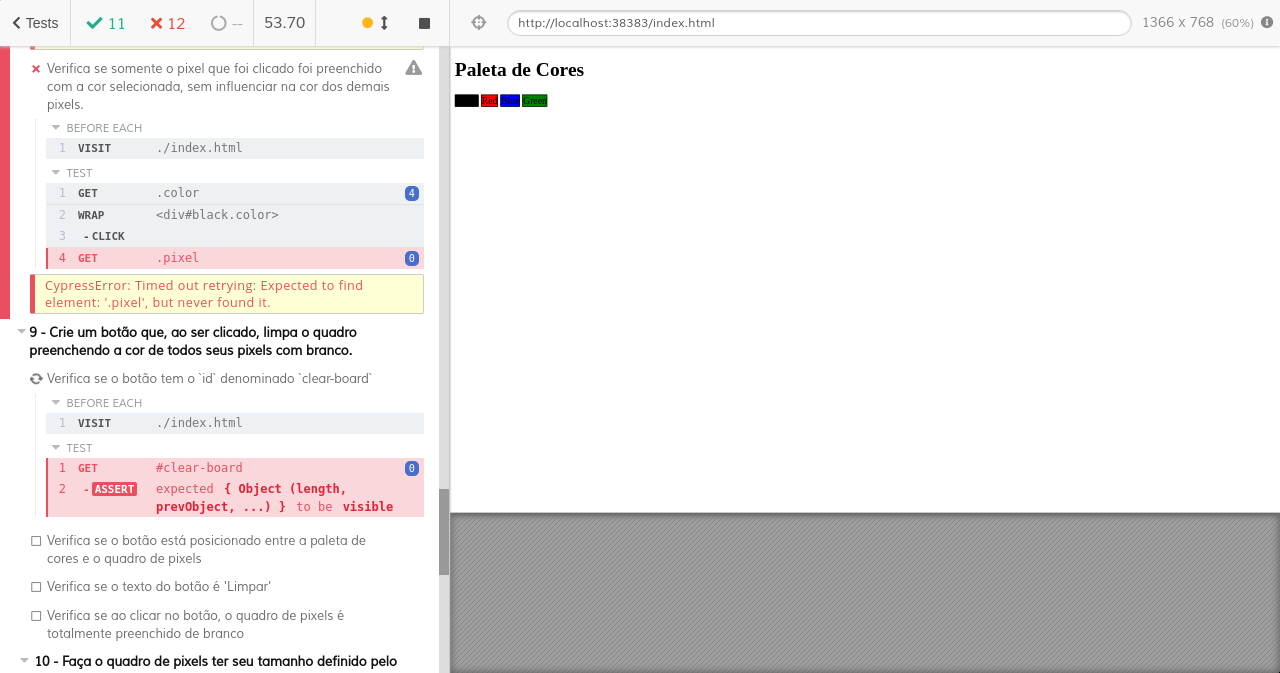 Tests
11
12
--
53.70
http://localhost:38383/index.html
1366 x 768 (60%)
Verifica se somente o pixel que foi clicado foi preenchido
com a cor selecionada, sem influenciar na cor dos demais
pixels.
BEFORE EACH
1 VISIT ./index.html
TEST
1 GET .color 4
2 WRAP <div#black.color>
3 -CLICK
4 GET .pixel 0
CypressError: Timed out retrying: Expected to find
element: '.pixel', but never found it.
9 - Crie um botão que, ao ser clicado, limpa o quadro
preenchendo a cor de todos seus pixels com branco.
Verifica se o botão tem o `id` denominado `clear-board`
BEFORE EACH
1 VISIT ./index.html
TEST
1 GET #clear-board 0
2 -ASSERT expected { Object (length,
prevObject, ...) } to be visible
Verifica se o botão está posicionado entre a paleta de
cores e o quadro de pixels
Verifica se o texto do botão é 'Limpar'
Verifica se ao clicar no botão, o quadro de pixels é
totalmente preenchido de branco
10 - Faça o quadro de pixels ter seu tamanho definido pelo
Paleta de Cores
Red Blue Green